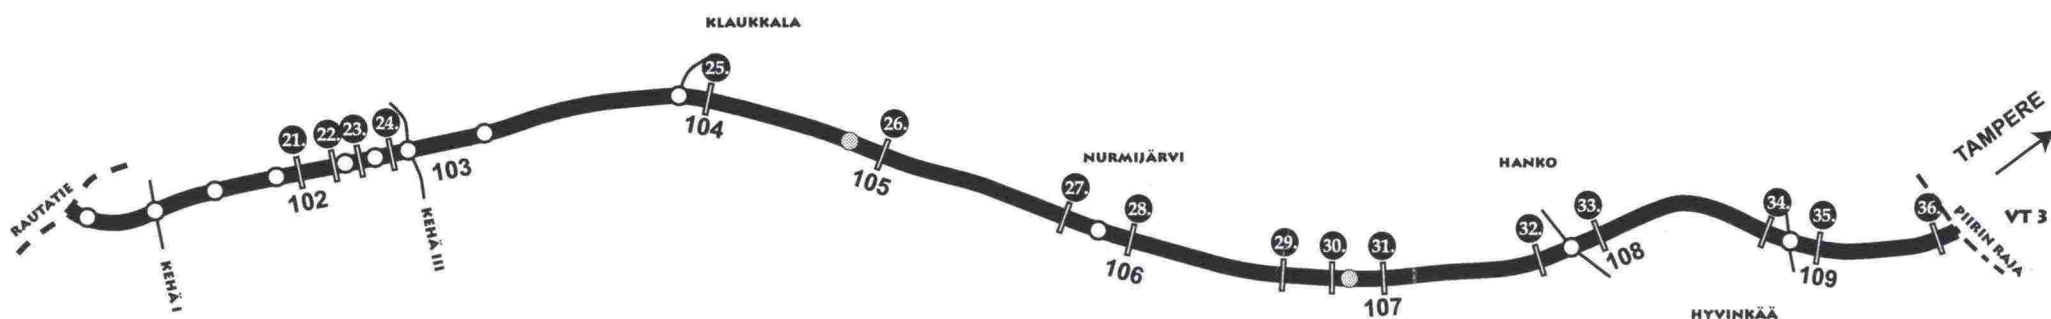 KLAUKKALA
25.
104
21.
22.
23.
24.
102
103
RAUTATIE
KEHÄ I
KEHÄ III
26.
105
NURMIJÄRVI
27.
28.
106
29.
30.
31.
107
HANKO
32.
33.
108
34.
35.
109
HYVINKÄÄ
36.
PIIRIN RAJA
TAMPERE
VT 3